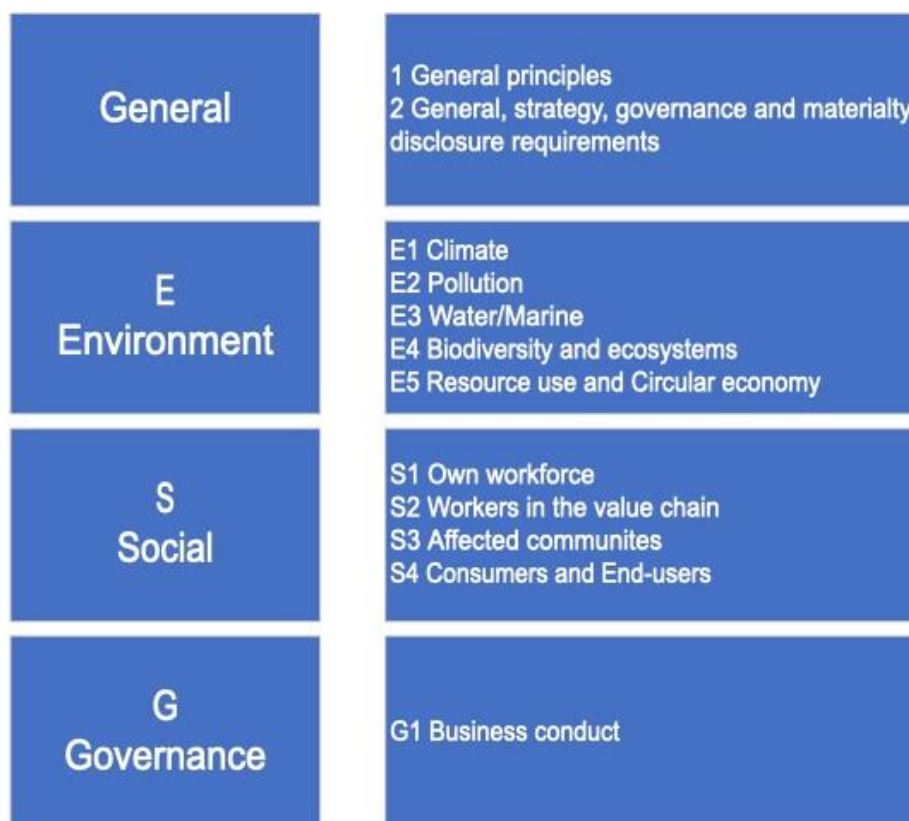 General
1 General principles
2 General, strategy, governance and materialty
disclosure requirements
E
Environment
E1 Climate
E2 Pollution
E3 Water/Marine
E4 Biodiversity and ecosystems
E5 Resource use and Circular economy
S
Social
S1 Own workforce
S2 Workers in the value chain
S3 Affected communites
S4 Consumers and End-users
G
Governance
G1 Business conduct